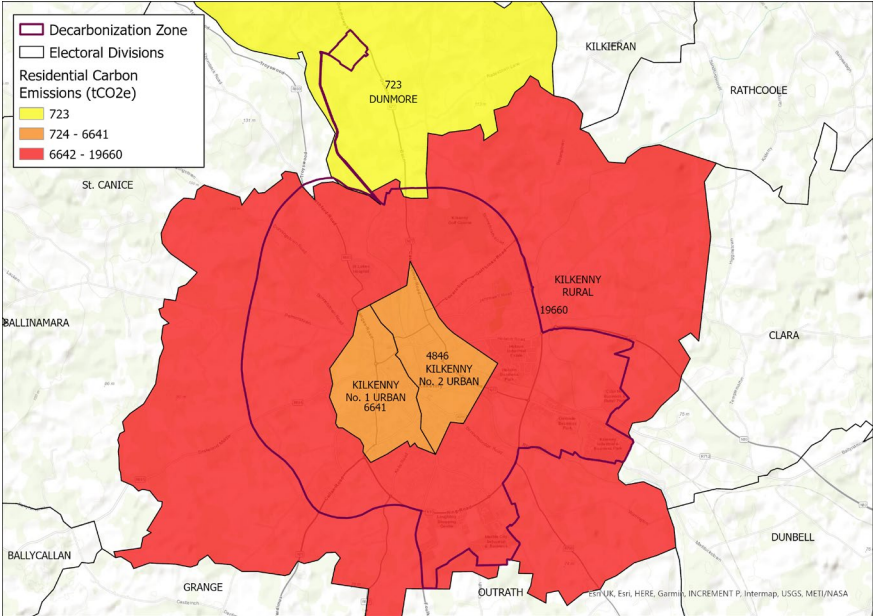 Decarbonization Zone
Electoral Divisions
Residential Carbon
Emissions (tCO2e)
723
724 - 6641
6642 - 19660
KILKIERAN
723
DUNMORE
RATHCOOLE
St. CANICE
KILKENNY
RURAL
19660
BALLINAMARA
CLARA
4846
KILKENNY
No. 2 URBAN
KILKENNY
No. 1 URBAN
6641
DUNBELL
BALLYCALLAN
GRANGE
OUTRATH
Esri UK, Esri, HERE, Garmin, INCREMENT P, Intermap, USGS, METI/NASA